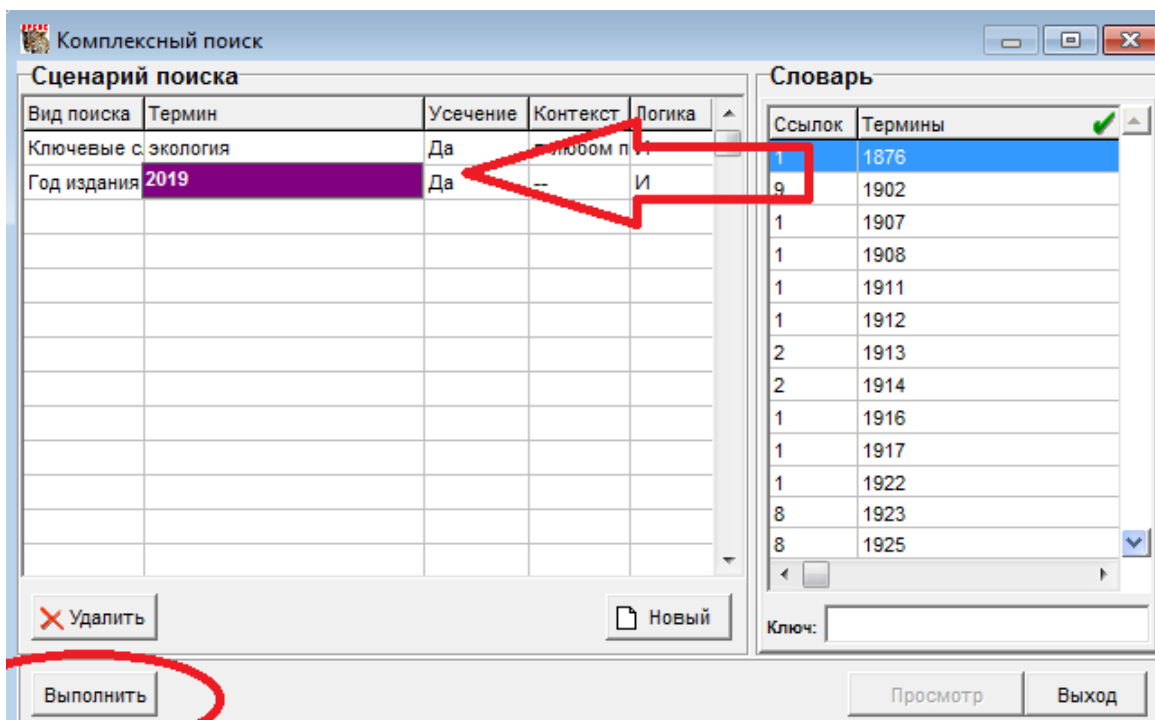 Комплексный поиск
Сценарий поиска
Вид поиска Термин Усечение Контекст Логика
Ключевые с. экология Да любом п И
Год издания 2019 Да -- И
Удалить Новый
Словарь
Ссылок Термины
1 1876
9 1902
1 1907
1 1908
1 1911
1 1912
2 1913
2 1914
1 1916
1 1917
1 1922
8 1923
8 1925
Ключ:
Выполнить Просмотр Выход